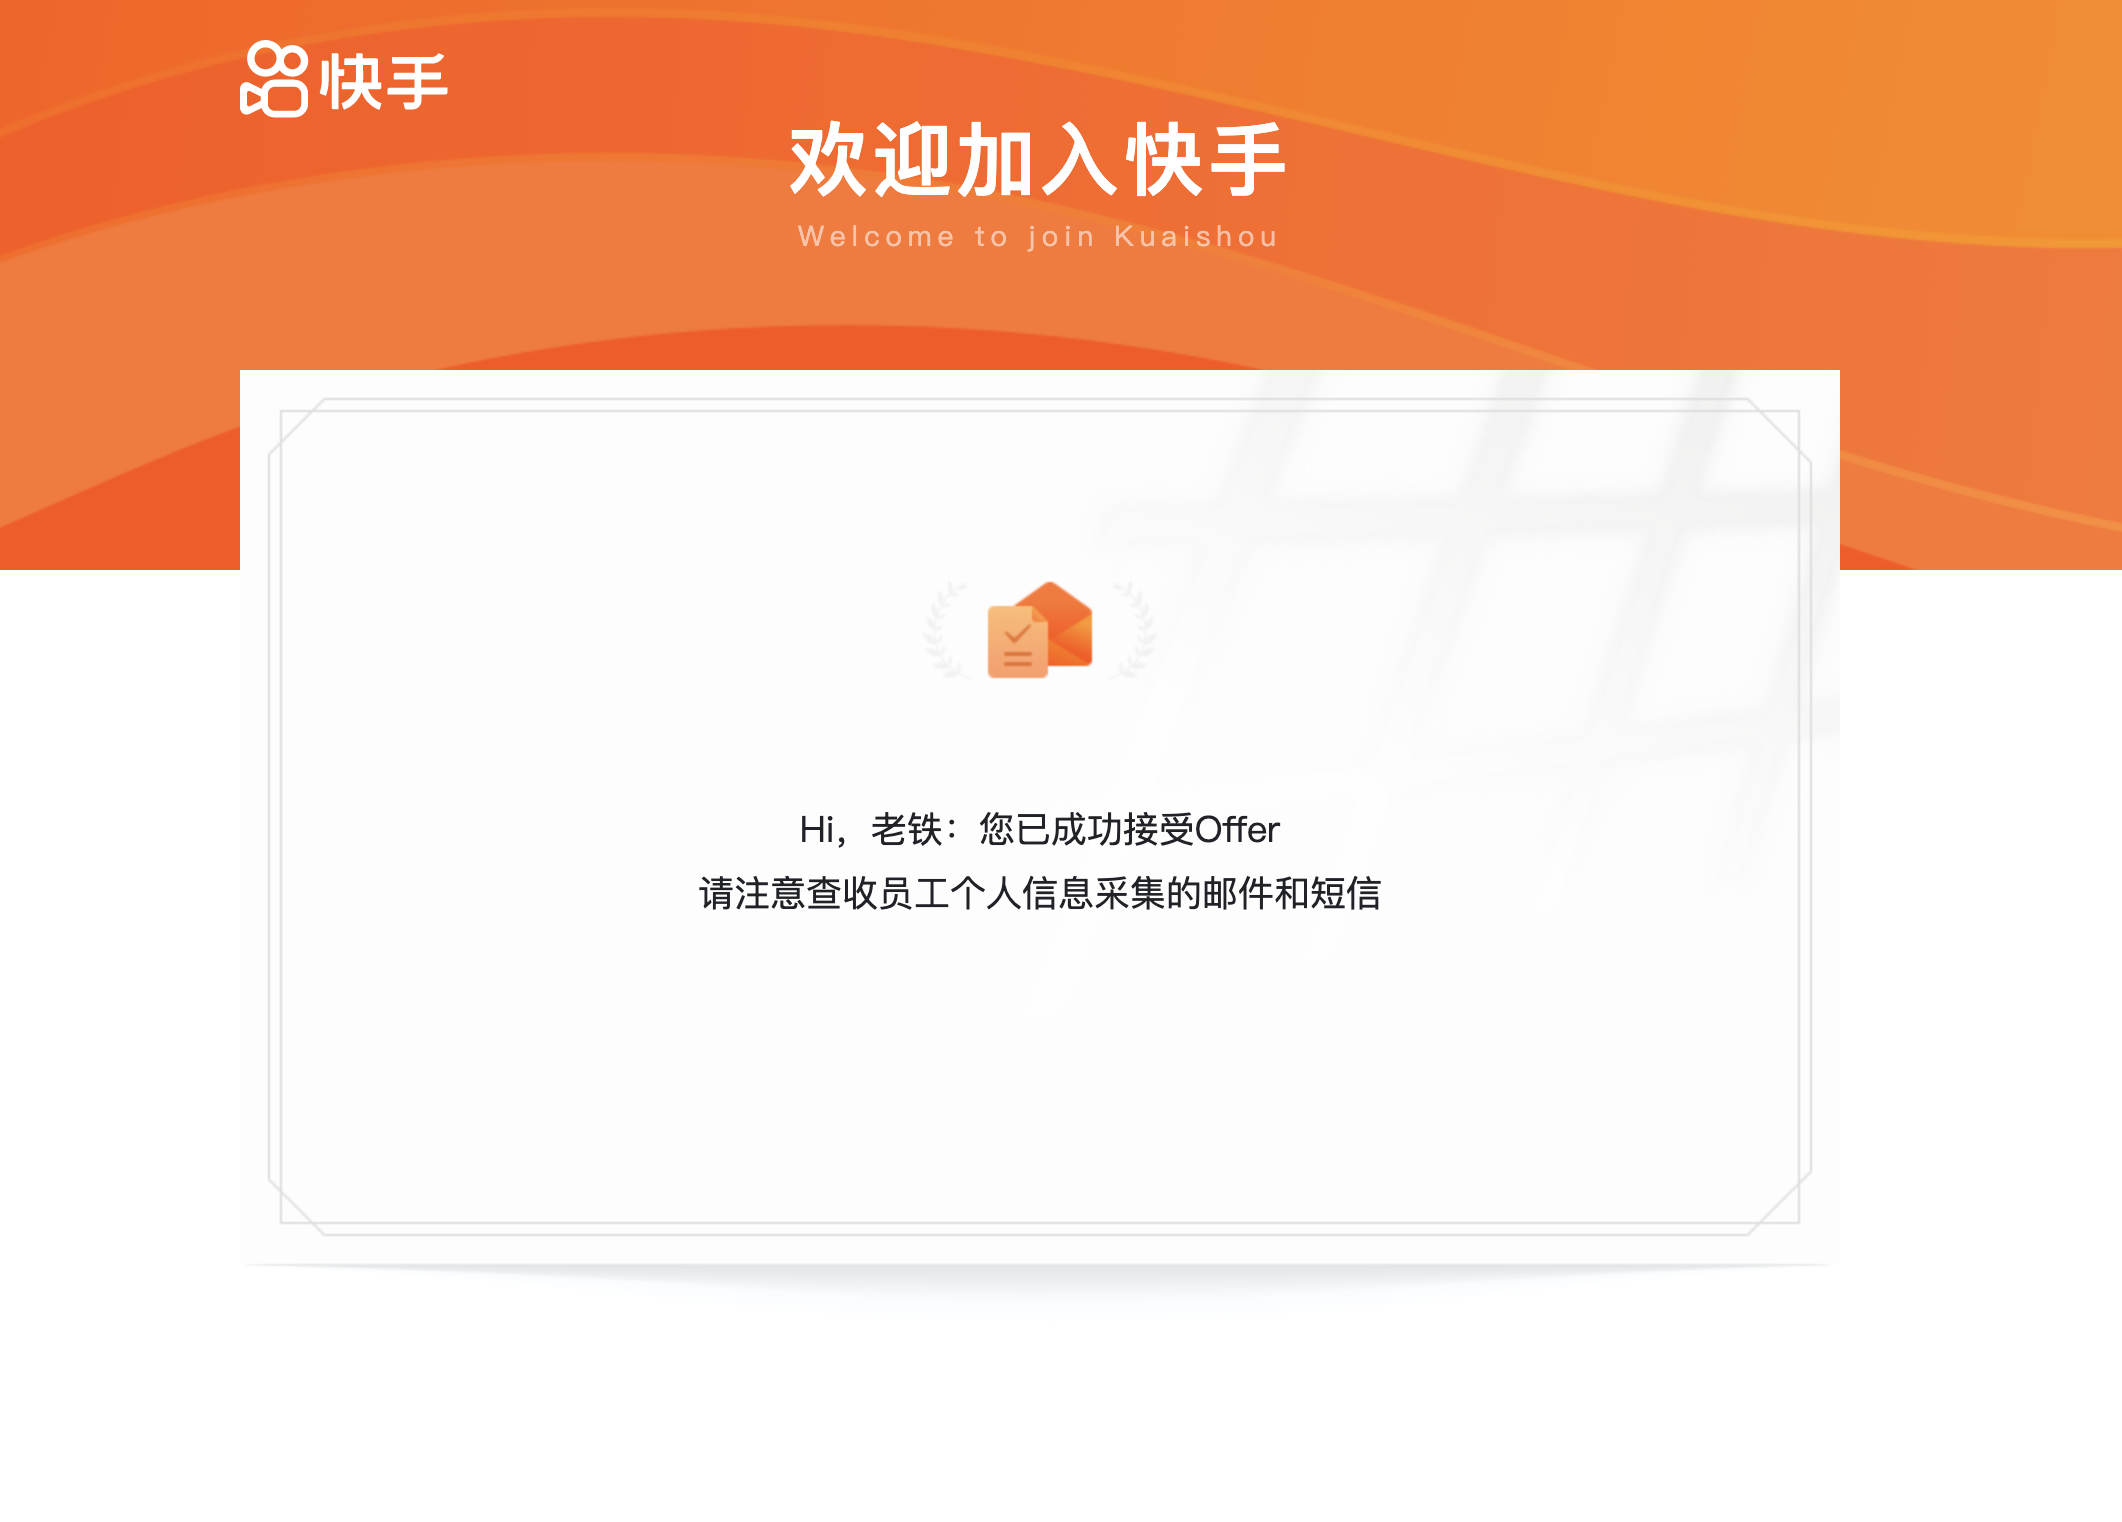 快手
欢迎加入快手
Welcome to join Kuaishou
Hi，老铁：您已成功接受Offer
请注意查收员工个人信息采集的邮件和短信